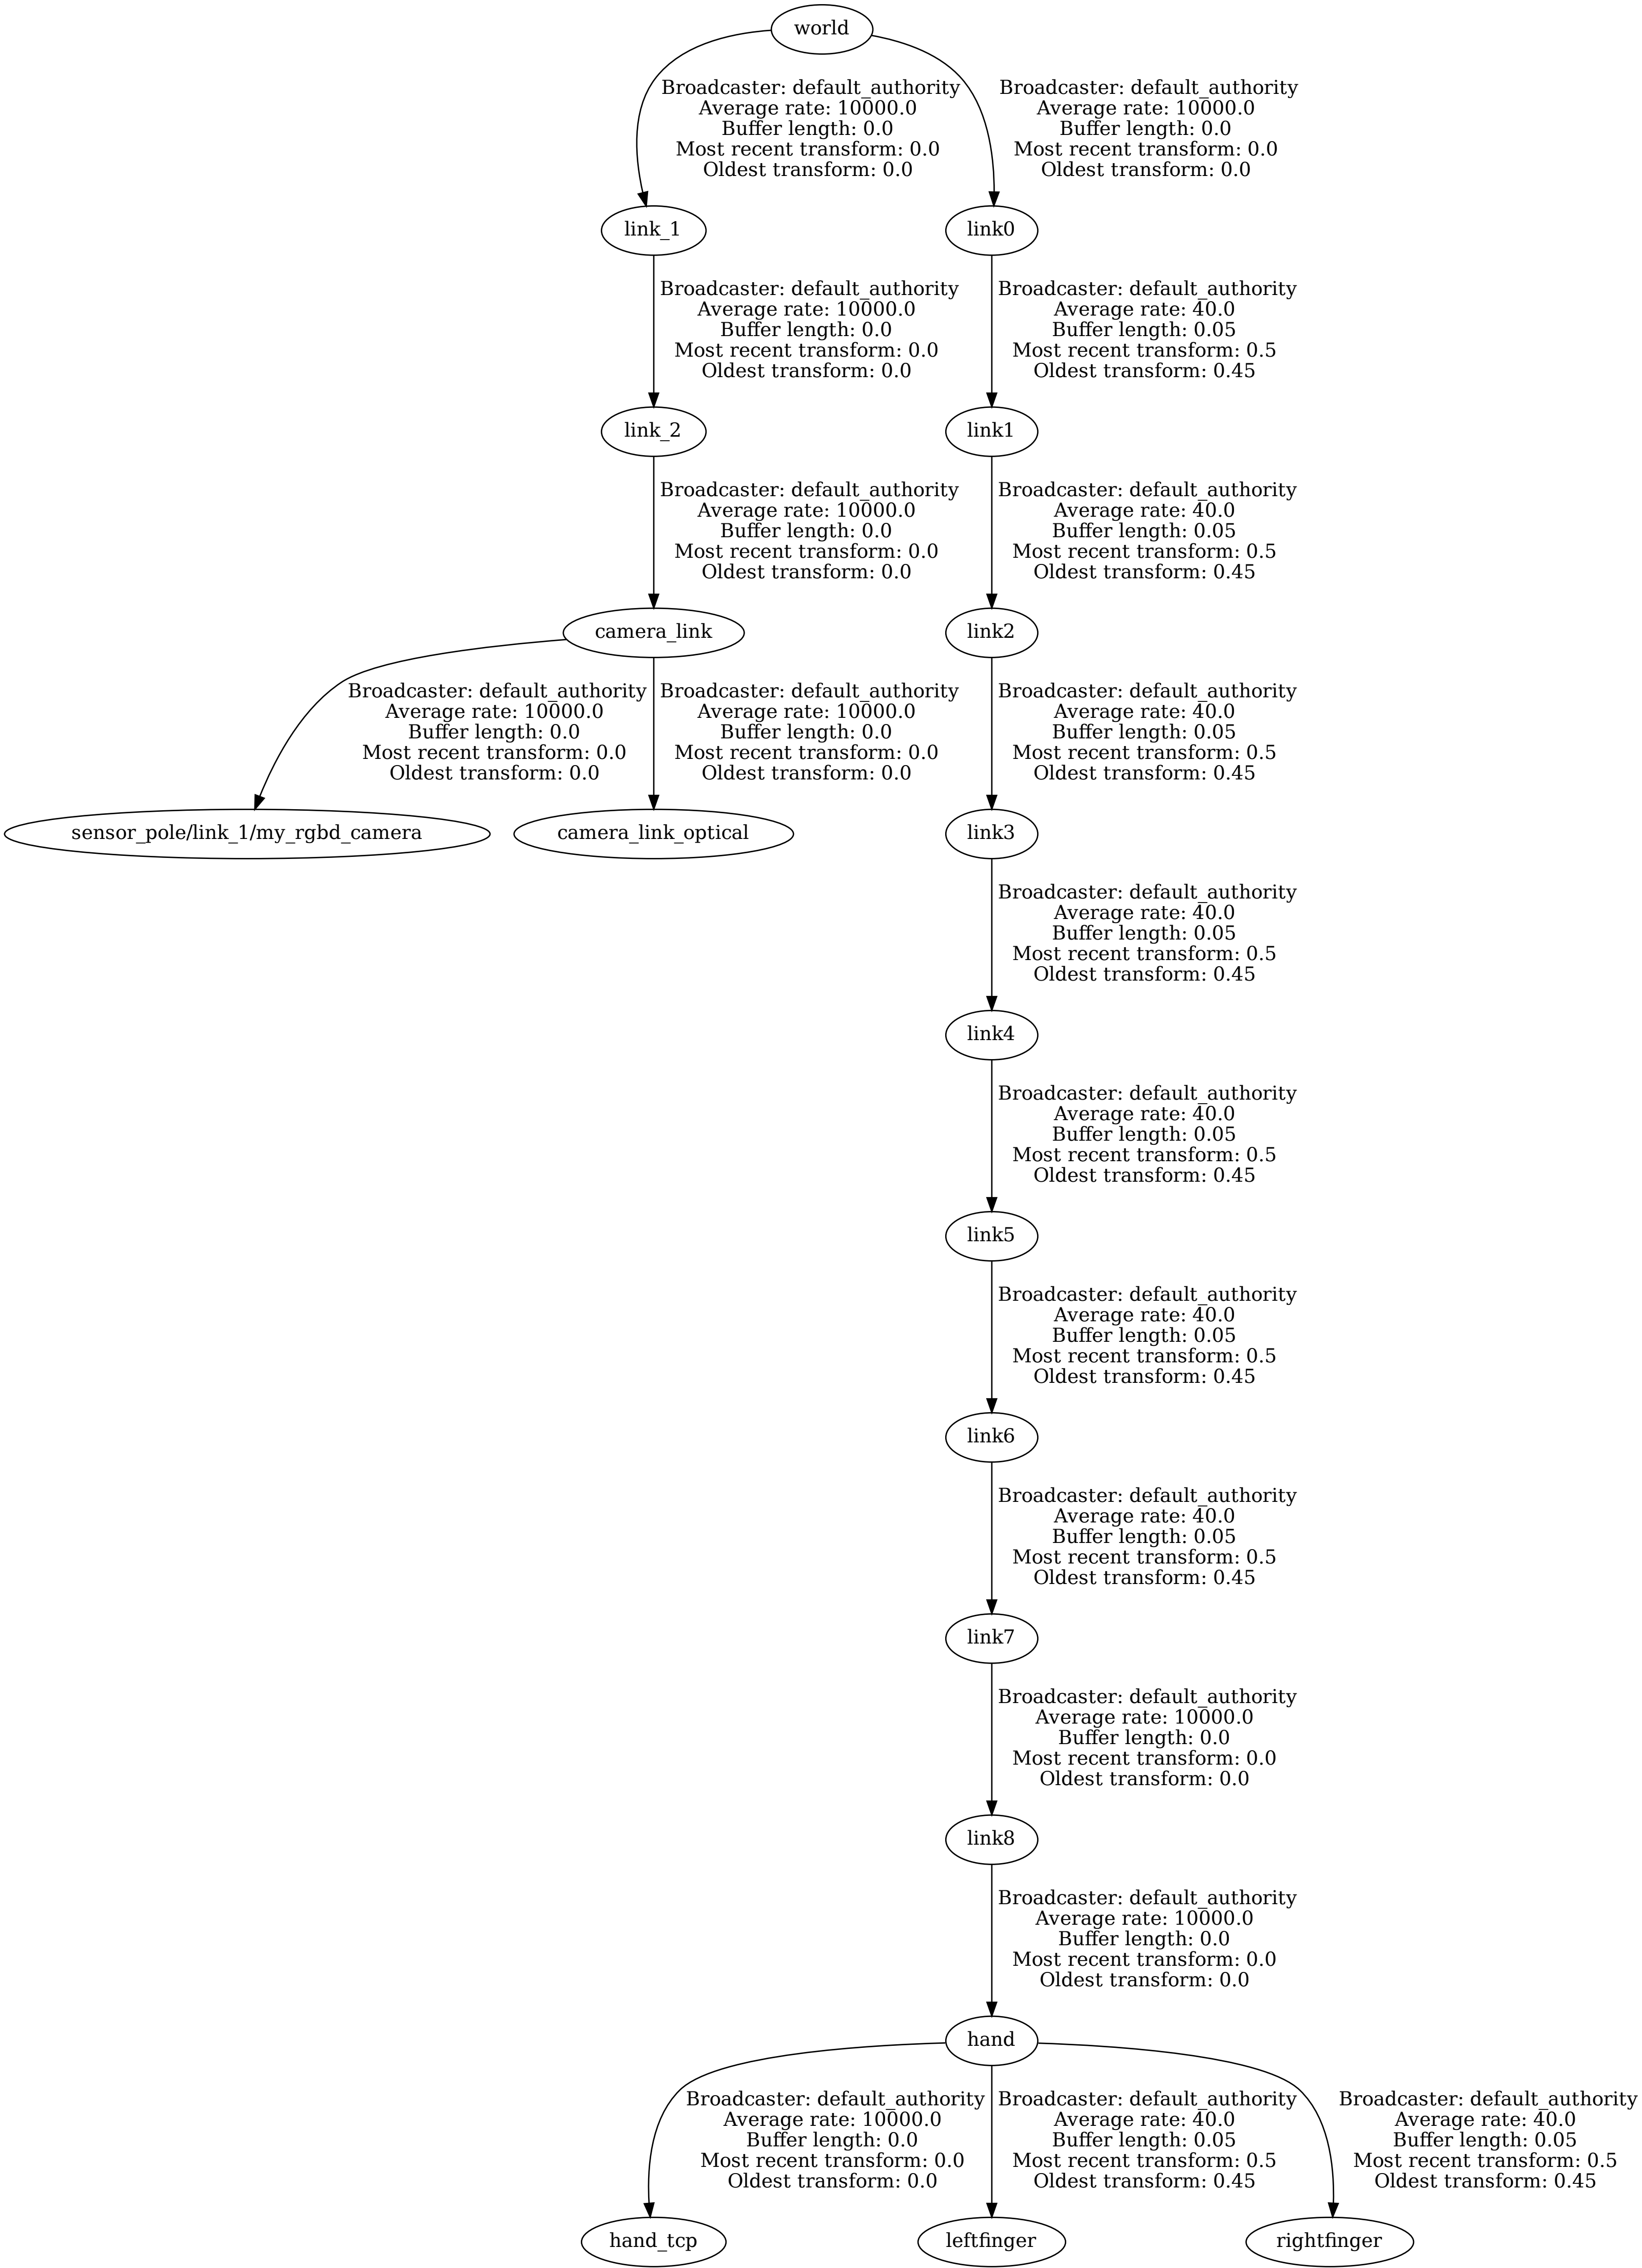 world
Broadcaster: default_authority
Average rate: 10000.0
Buffer length: 0.0
Most recent transform: 0.0
Oldest transform: 0.0
Broadcaster: default_authority
Average rate: 10000.0
Buffer length: 0.0
Most recent transform: 0.0
Oldest transform: 0.0
link_1
link0
Broadcaster: default_authority
Average rate: 10000.0
Buffer length: 0.0
Most recent transform: 0.0
Oldest transform: 0.0
Broadcaster: default_authority
Average rate: 40.0
Buffer length: 0.05
Most recent transform: 0.5
Oldest transform: 0.45
link_2
link1
Broadcaster: default_authority
Average rate: 10000.0
Buffer length: 0.0
Most recent transform: 0.0
Oldest transform: 0.0
Broadcaster: default_authority
Average rate: 40.0
Buffer length: 0.05
Most recent transform: 0.5
Oldest transform: 0.45
camera_link
link2
Broadcaster: default_authority
Average rate: 10000.0
Buffer length: 0.0
Most recent transform: 0.0
Oldest transform: 0.0
Broadcaster: default_authority
Average rate: 10000.0
Buffer length: 0.0
Most recent transform: 0.0
Oldest transform: 0.0
Broadcaster: default_authority
Average rate: 40.0
Buffer length: 0.05
Most recent transform: 0.5
Oldest transform: 0.45
sensor_pole/link_1/my_rgbd_camera
camera_link_optical
link3
Broadcaster: default_authority
Average rate: 40.0
Buffer length: 0.05
Most recent transform: 0.5
Oldest transform: 0.45
link4
Broadcaster: default_authority
Average rate: 40.0
Buffer length: 0.05
Most recent transform: 0.5
Oldest transform: 0.45
link5
Broadcaster: default_authority
Average rate: 40.0
Buffer length: 0.05
Most recent transform: 0.5
Oldest transform: 0.45
link6
Broadcaster: default_authority
Average rate: 40.0
Buffer length: 0.05
Most recent transform: 0.5
Oldest transform: 0.45
link7
Broadcaster: default_authority
Average rate: 10000.0
Buffer length: 0.0
Most recent transform: 0.0
Oldest transform: 0.0
link8
Broadcaster: default_authority
Average rate: 10000.0
Buffer length: 0.0
Most recent transform: 0.0
Oldest transform: 0.0
hand
Broadcaster: default_authority
Average rate: 10000.0
Buffer length: 0.0
Most recent transform: 0.0
Oldest transform: 0.0
Broadcaster: default_authority
Average rate: 40.0
Buffer length: 0.05
Most recent transform: 0.5
Oldest transform: 0.45
Broadcaster: default_authority
Average rate: 40.0
Buffer length: 0.05
Most recent transform: 0.5
Oldest transform: 0.45
hand_tcp
leftfinger
rightfinger